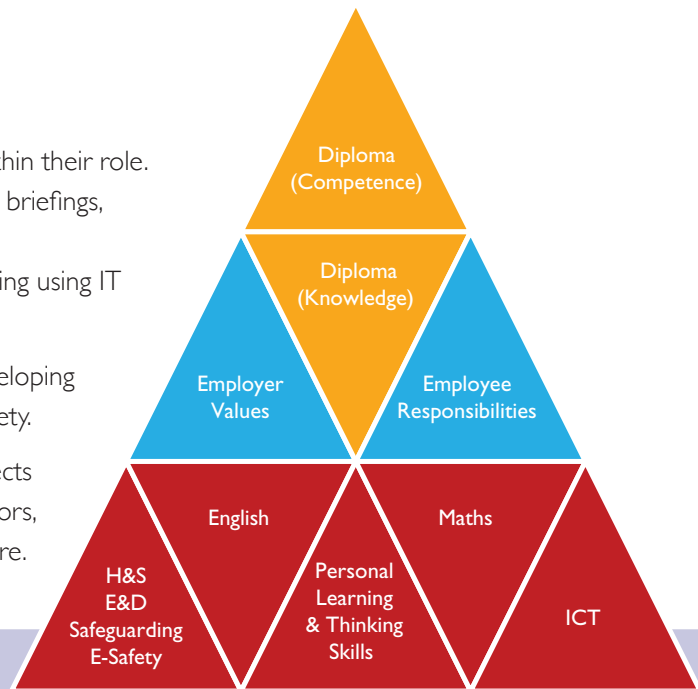 thin their role.
briefings,
ing using IT
eloping
ety.
ects
ors,
re.
Diploma
(Competence)
Diploma
(Knowledge)
Employer
Values
Employee
Responsibilities
English
Maths
H&S
E&D
Safeguarding
E-Safety
Personal
Learning
& Thinking
Skills
ICT